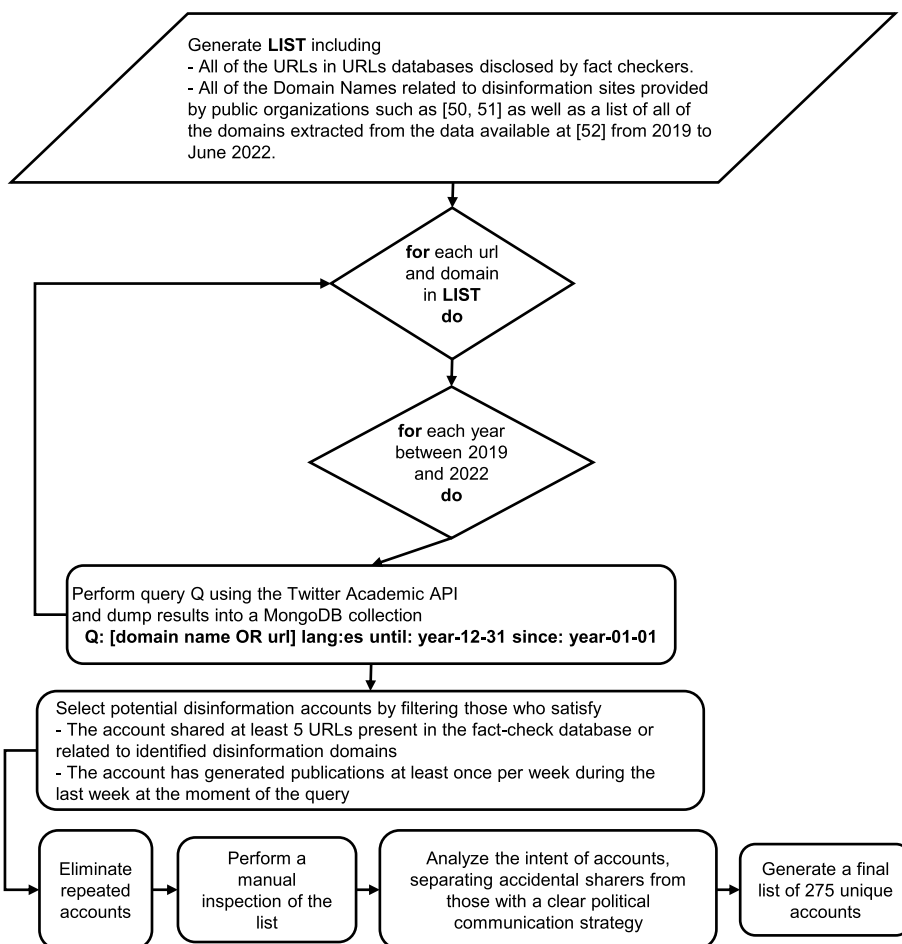 Generate LIST including
- All of the URLs in URLs databases disclosed by fact checkers.
- All of the Domain Names related to disinformation sites provided
by public organizations such as [50, 51] as well as a list of all of
the domains extracted from the data available at [52] from 2019 to
June 2022.
for each url
and domain
in LIST
do
for each year
between 2019
and 2022
do
Perform query Q using the Twitter Academic API
and dump results into a MongoDB collection
Q: [domain name OR url] lang:es until: year-12-31 since: year-01-01
Select potential disinformation accounts by filtering those who satisfy
- The account shared at least 5 URLs present in the fact-check database or
related to identified disinformation domains
- The account has generated publications at least once per week during the
last week at the moment of the query
Eliminate
repeated
accounts
Perform a
manual
inspection of the
list
Analyze the intent of accounts,
separating accidental sharers from
those with a clear political
communication strategy
Generate a final
list of 275 unique
accounts